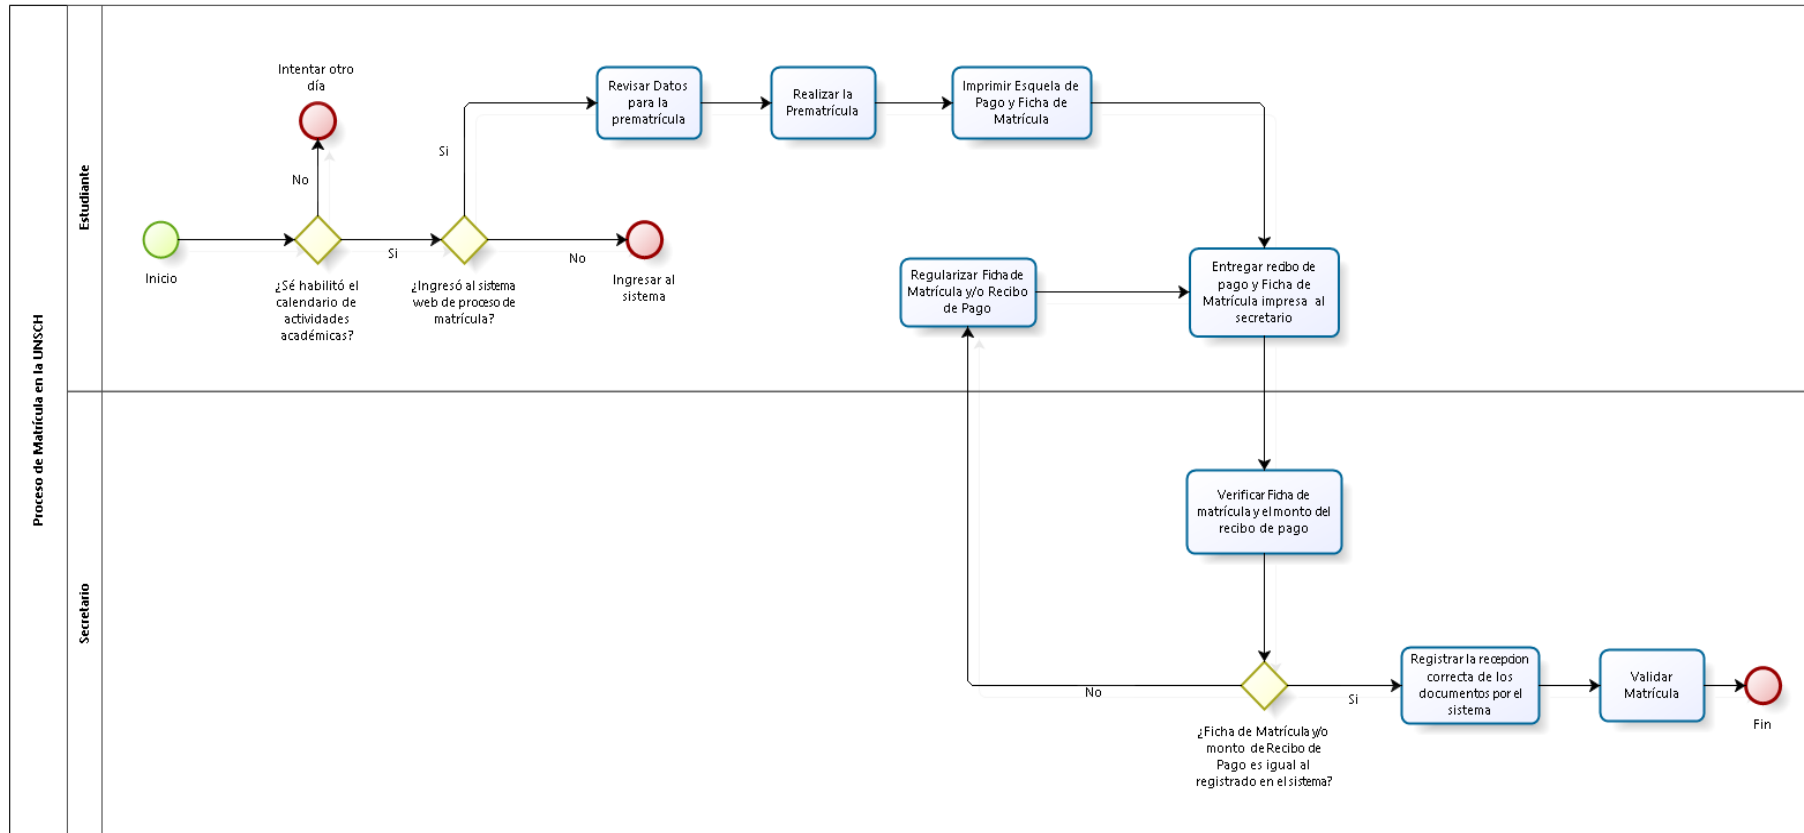 Proceso de Matrícula en la UNSCH
Estudiante
Inicio
¿Sé habilitó el
calendario de
actividades
académicas?
No
Intentar otro
día
Si
¿Ingresó al sistema
web de proceso de
matrícula?
No
Ingresar al
sistema
Si
Revisar Datos
para la
prematrícula
Realizar la
Prematrícula
Imprimir Esquela de
Pago y Ficha de
Matrícula
Regularizar Ficha de
Matrícula y/o Recibo
de Pago
Entregar recibo de
pago y Ficha de
Matrícula impresa al
secretario
Secretario
Verificar Ficha de
matrícula y el monto del
recibo de pago
No
¿Ficha de Matrícula y/o
monto de Recibo de
Pago es igual al
registrado en el sistema?
Si
Registrar la recepcion
correcta de los
documentos por el
sistema
Validar
Matrícula
Fin